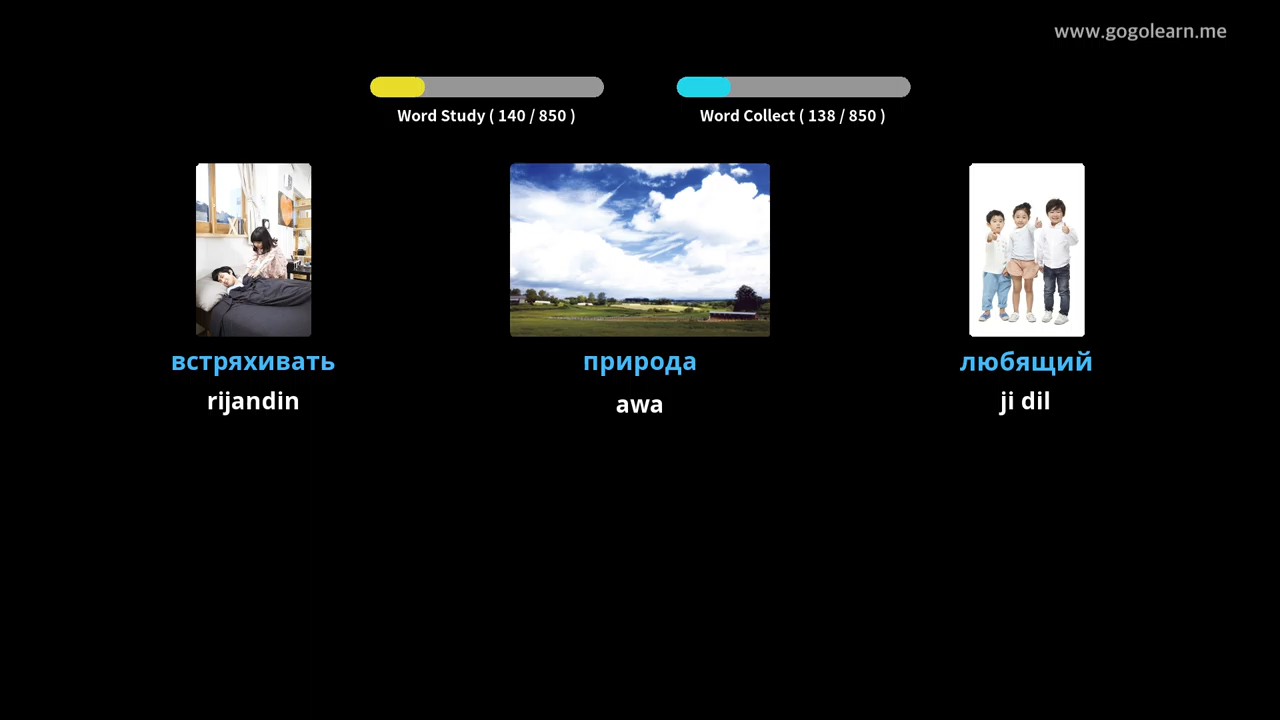 www.gogolearn.me
Word Study ( 140 / 850 )
Word Collect ( 138 / 850 )
встряхивать
природа
любящий
rijandin
awa
ji dil